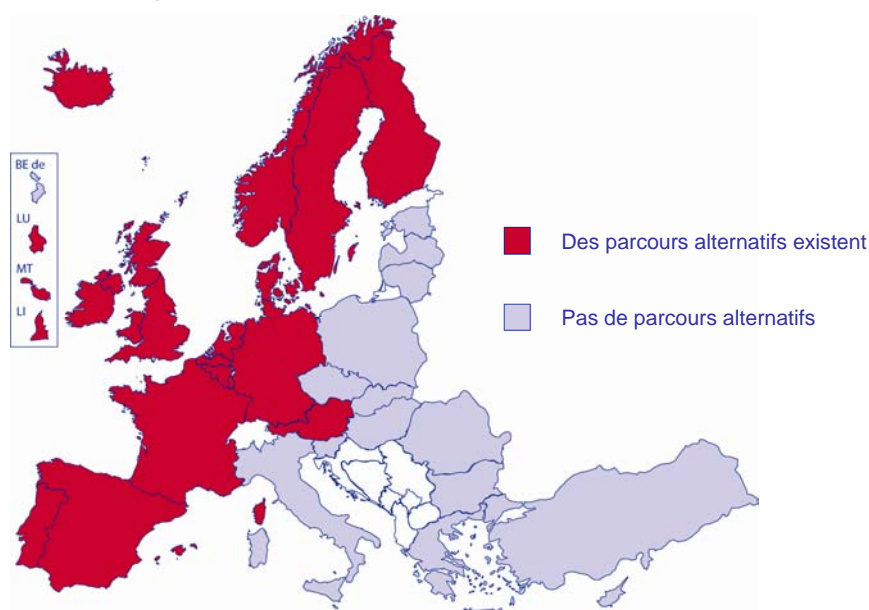 BE de
LU
MT
LI
Des parcours alternatifs existent
Pas de parcours alternatifs